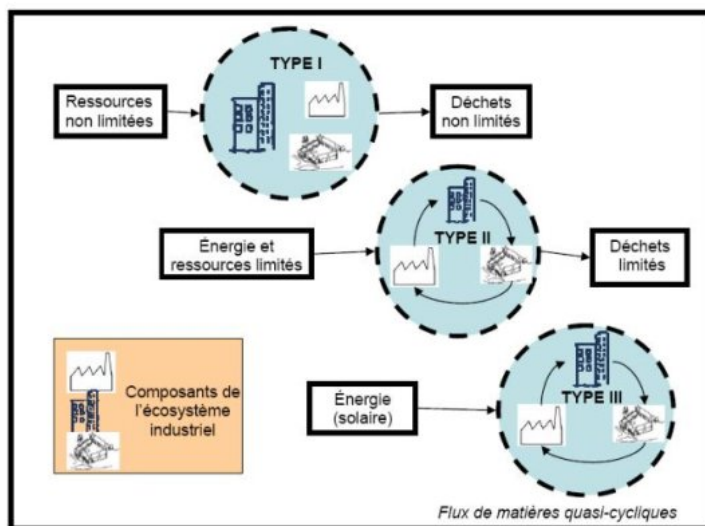 TYPE I
Ressources
non limitées
Déchets
non limités
TYPE II
Énergie et
ressources limités
Déchets
limités
Composants de
l'écosystème
industriel
Énergie
(solaire)
TYPE III
Flux de matières quasi-cycliques